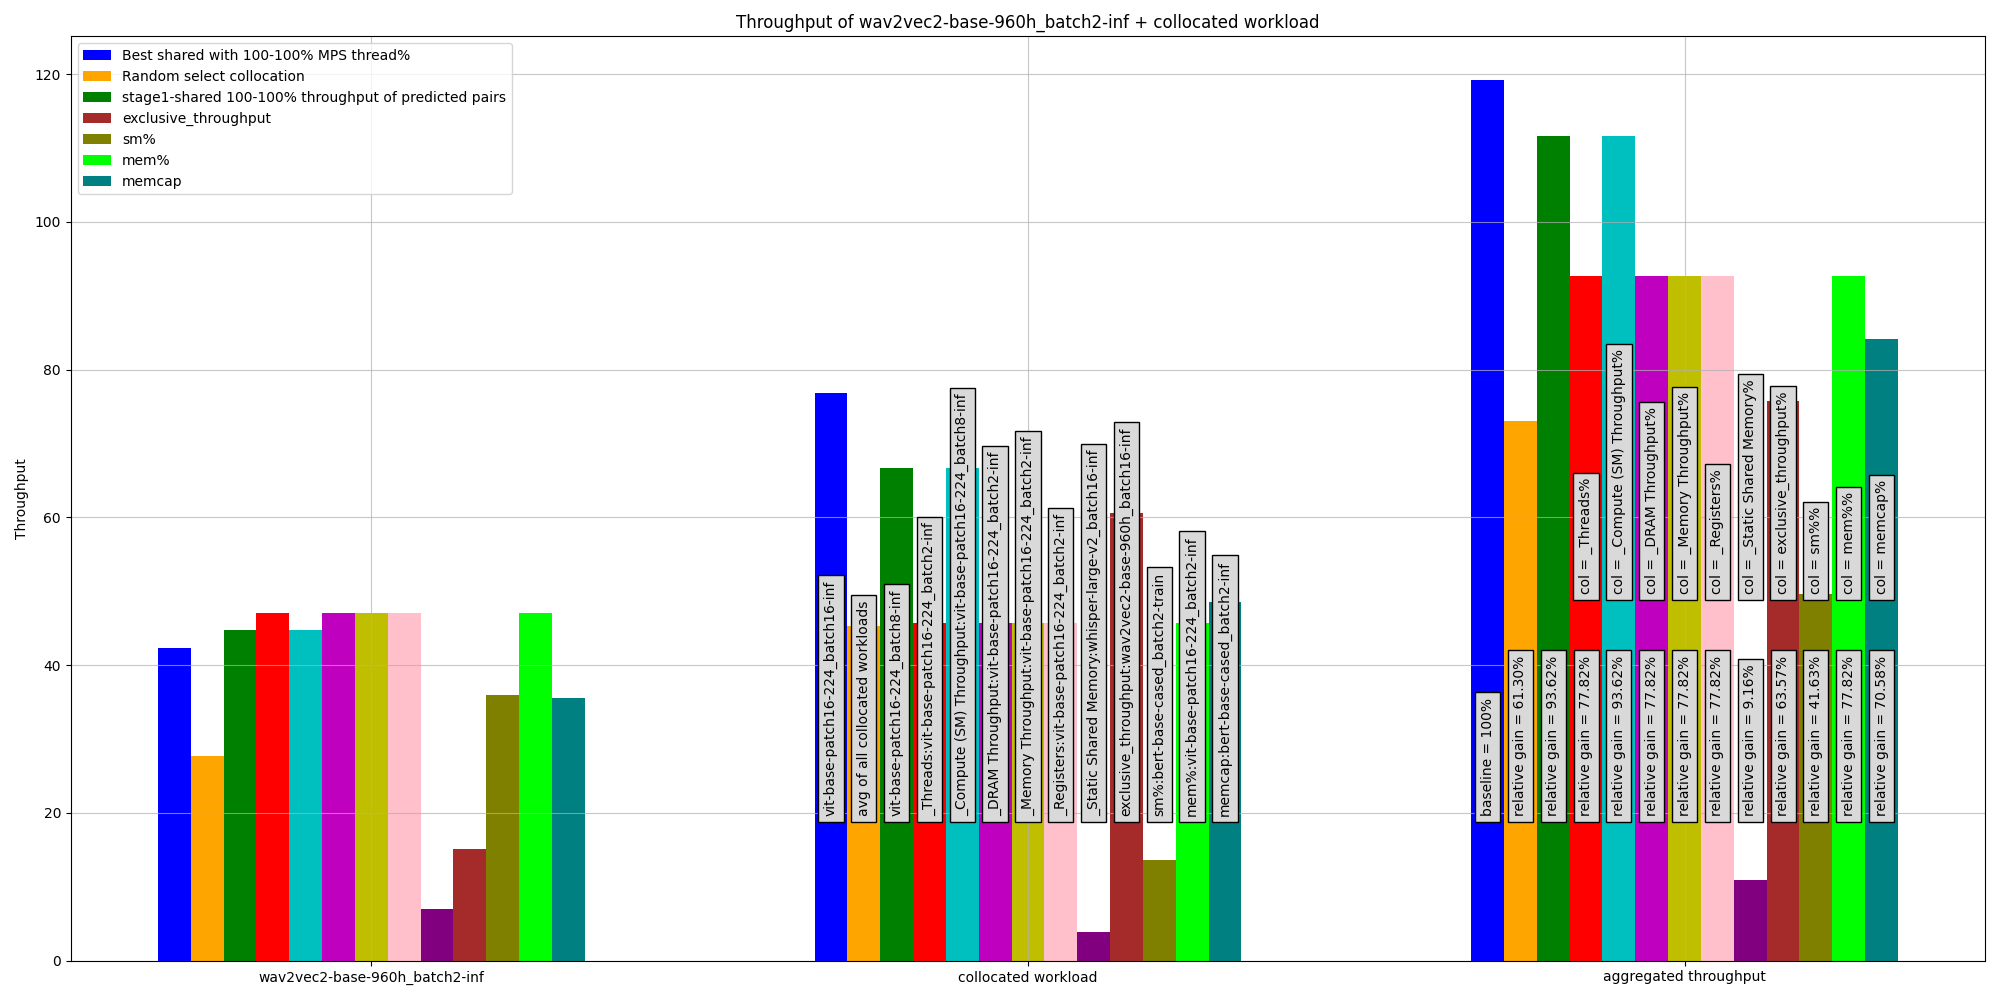 Throughput of wav2vec2-base-960h_batch2-inf + collocated workload
Best shared with 100-100% MPS thread%
Random select collocation
stage1-shared 100-100% throughput of predicted pairs
exclusive_throughput
sm%
mem%
memcap
Throughput
120
100
80
60
40
20
0
vit-base-patch16-224_batch16-inf
avg of all collocated workloads
vit-base-patch16-224_batch8-inf
_Threads:vit-base-patch16-224_batch2-inf
_Compute (SM) Throughput:vit-base-patch16-224_batch8-inf
_DRAM Throughput:vit-base-patch16-224_batch2-inf
_Memory Throughput:vit-base-patch16-224_batch2-inf
_Registers:vit-base-patch16-224_batch2-inf
_Static Shared Memory:whisper-large-v2_batch16-inf
exclusive_throughput:wav2vec2-base-960h_batch16-inf
sm%:bert-base-cased_batch2-train
mem%:vit-base-patch16-224_batch2-inf
memcap:bert-base-cased_batch2-inf
col = _Threads%
col = _Compute (SM) Throughput%
col = _DRAM Throughput%
col = _Memory Throughput%
col = _Registers%
col = _Static Shared Memory%
col = exclusive_throughput%
col = sm%%
col = mem%%
col = memcap%
baseline = 100%
relative gain = 61.30%
relative gain = 93.62%
relative gain = 77.82%
relative gain = 93.62%
relative gain = 77.82%
relative gain = 77.82%
relative gain = 77.82%
relative gain = 9.16%
relative gain = 63.57%
relative gain = 41.63%
relative gain = 77.82%
relative gain = 70.58%
wav2vec2-base-960h_batch2-inf
collocated workload
aggregated throughput